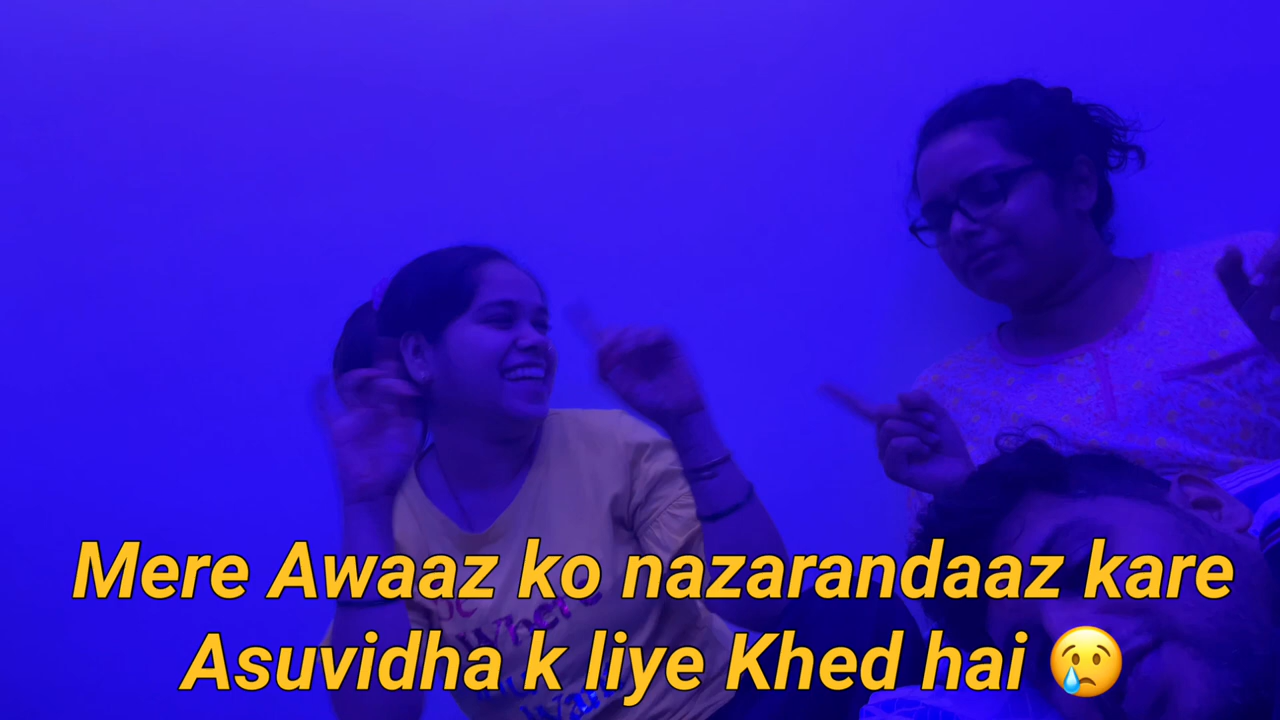 Mere Awaaz ko nazarandaaz kare
Asuvidha k liye Khed hai 😢